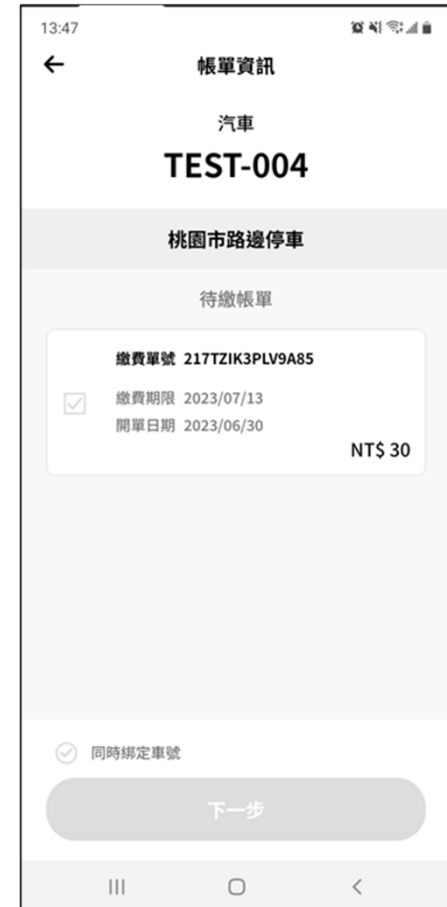 13:47
帳單資訊
汽車
TEST-004
桃園市路邊停車
待繳帳單
繳費單號 217TZIK3PLV9A85
繳費期限 2023/07/13
開單日期 2023/06/30
NT$ 30
同時綁定車號
下一步